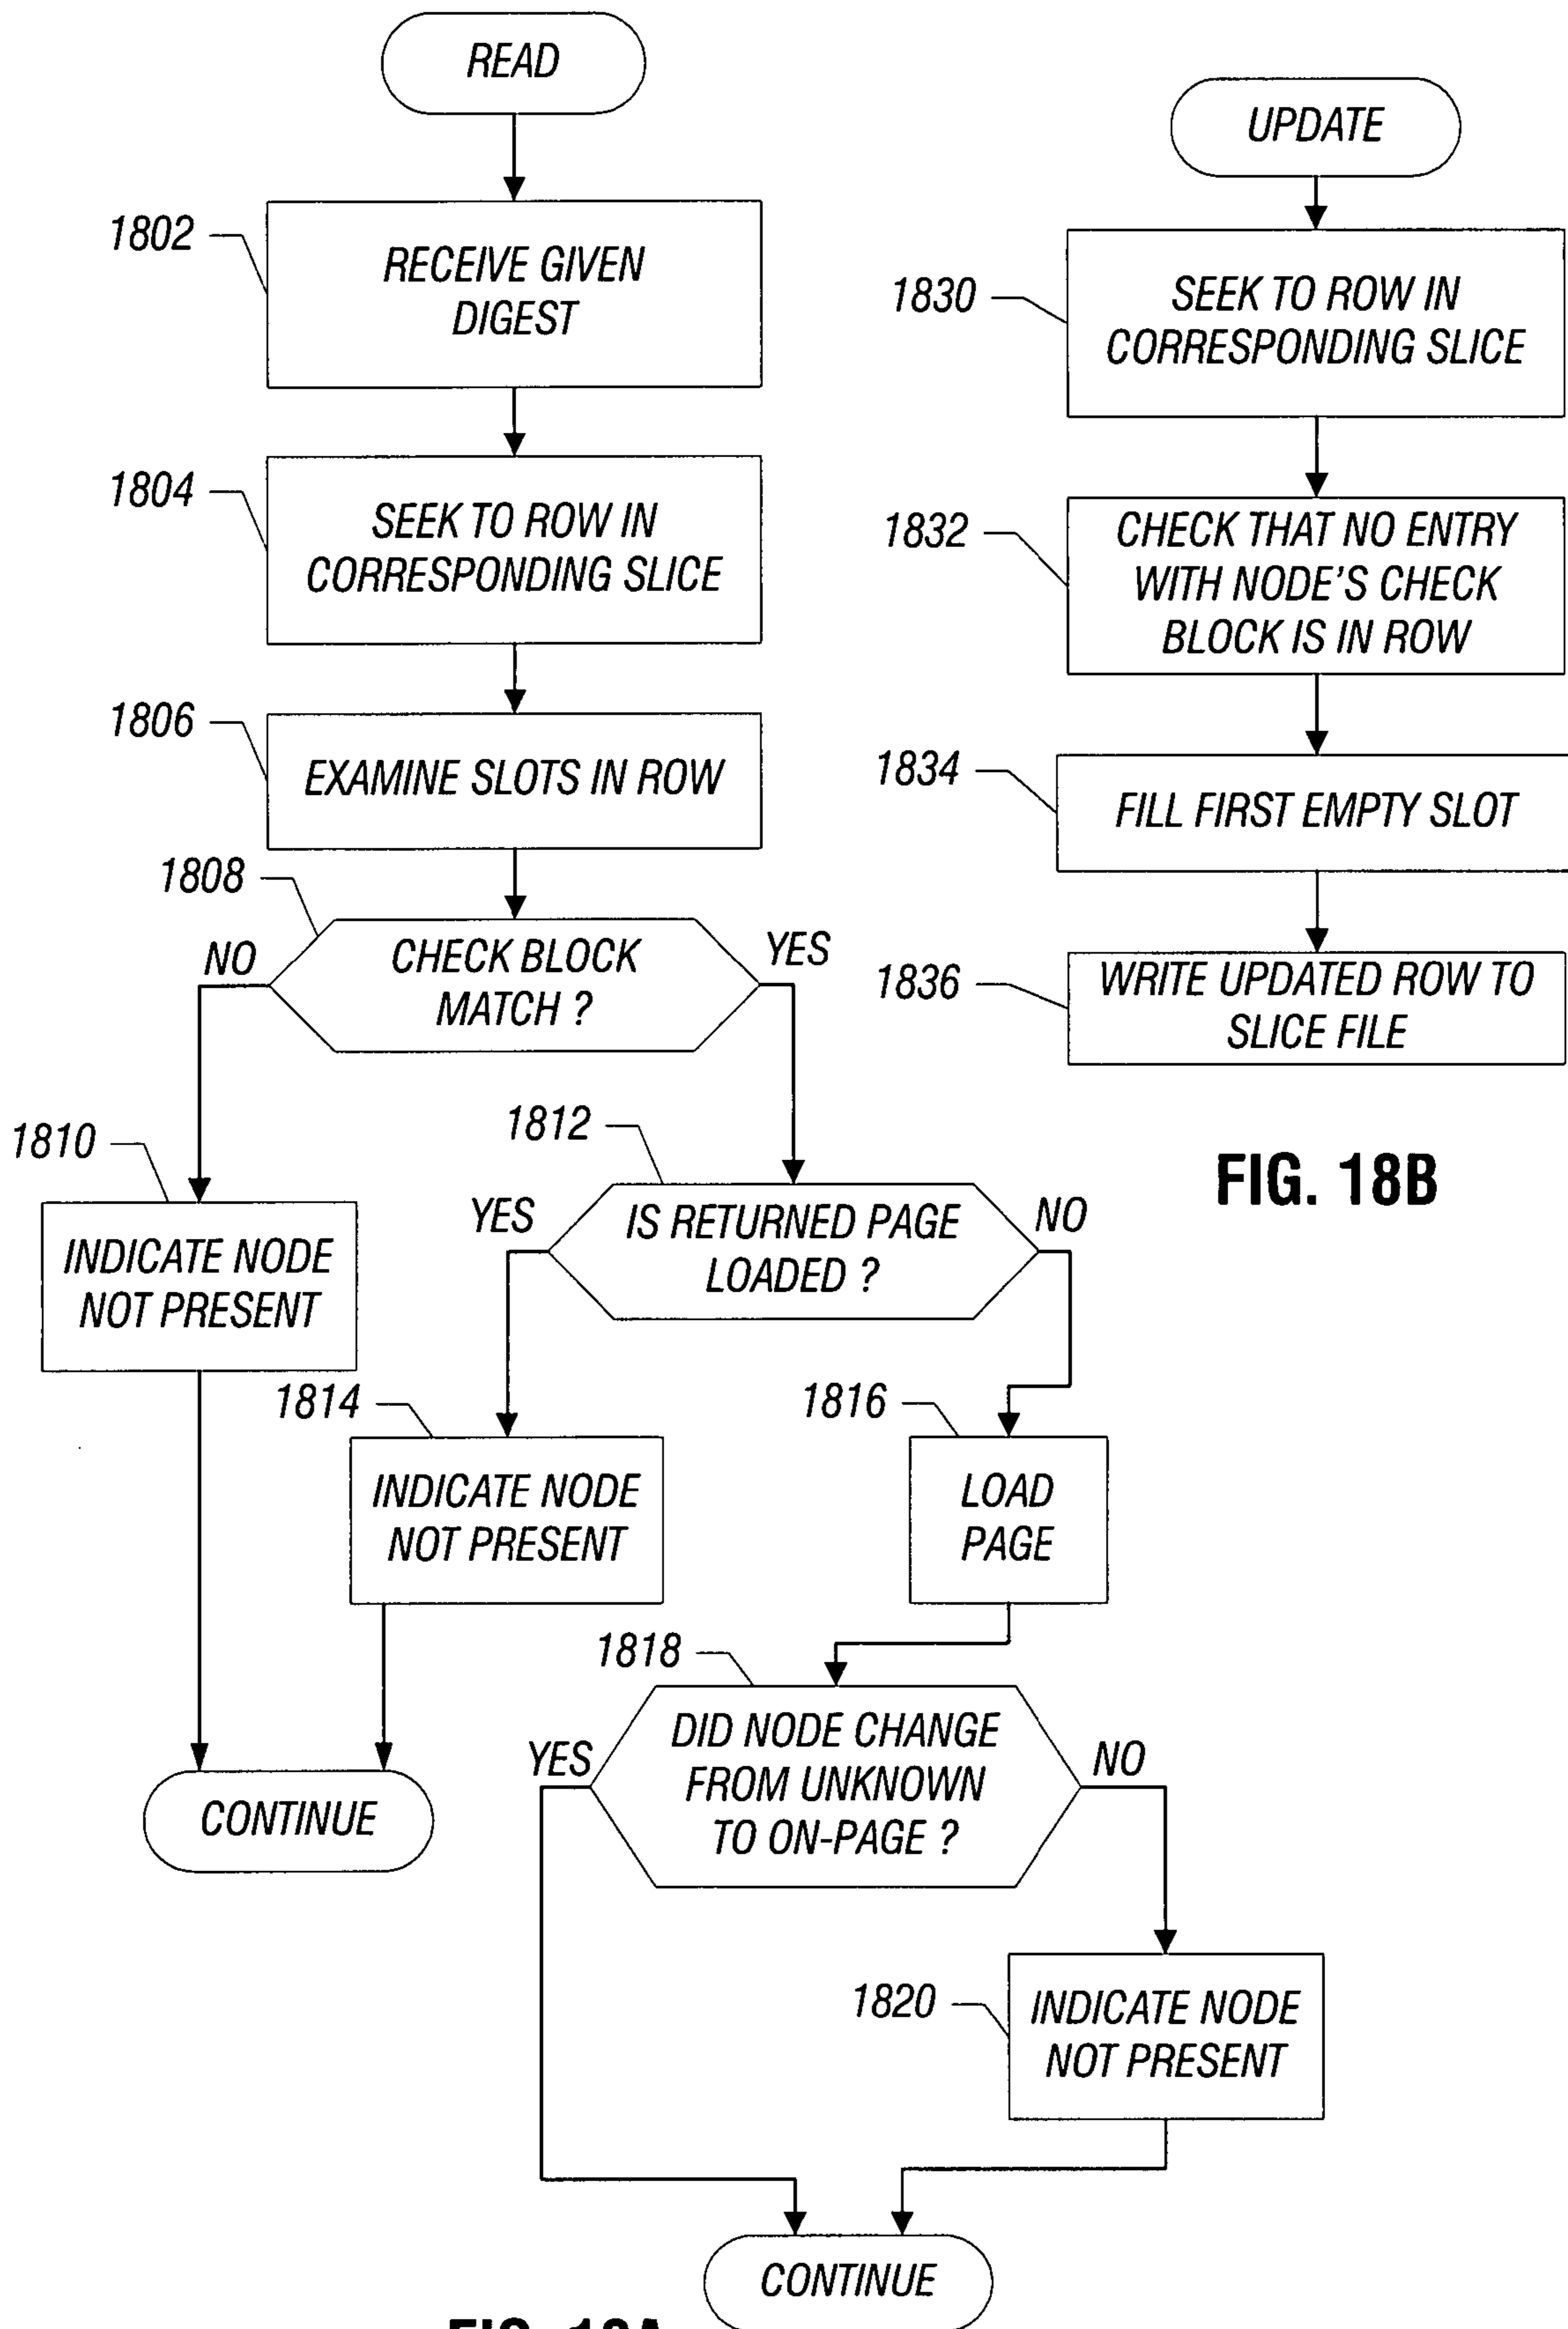 READ
1802
RECEIVE GIVEN
DIGEST
1804
SEEK TO ROW IN
CORRESPONDING SLICE
1806
EXAMINE SLOTS IN ROW
1808
CHECK BLOCK
MATCH ?
NO
YES
1810
INDICATE NODE
NOT PRESENT
1812
IS RETURNED PAGE
LOADED ?
YES
NO
1814
INDICATE NODE
NOT PRESENT
1816
LOAD
PAGE
CONTINUE
1818
DID NODE CHANGE
FROM UNKNOWN
TO ON-PAGE ?
YES
NO
1820
INDICATE NODE
NOT PRESENT
CONTINUE
FIG. 18A
UPDATE
1830
SEEK TO ROW IN
CORRESPONDING SLICE
1832
CHECK THAT NO ENTRY
WITH NODE'S CHECK
BLOCK IS IN ROW
1834
FILL FIRST EMPTY SLOT
1836
WRITE UPDATED ROW TO
SLICE FILE
FIG. 18B